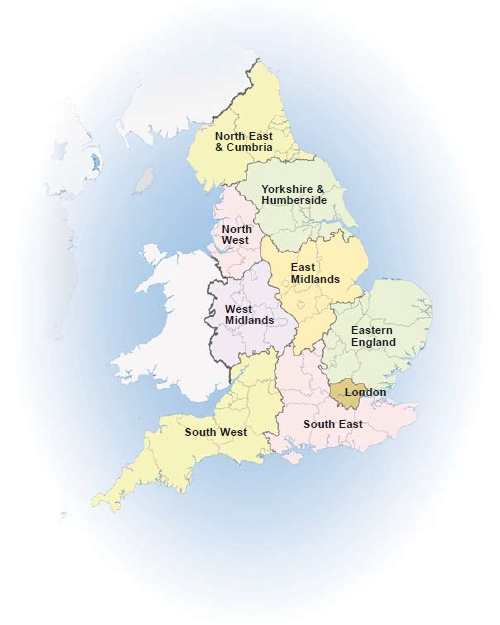 North East
& Cumbria
Yorkshire &
Humberside
North
West
East
Midlands
West
Midlands
Eastern
England
London
South East
South West